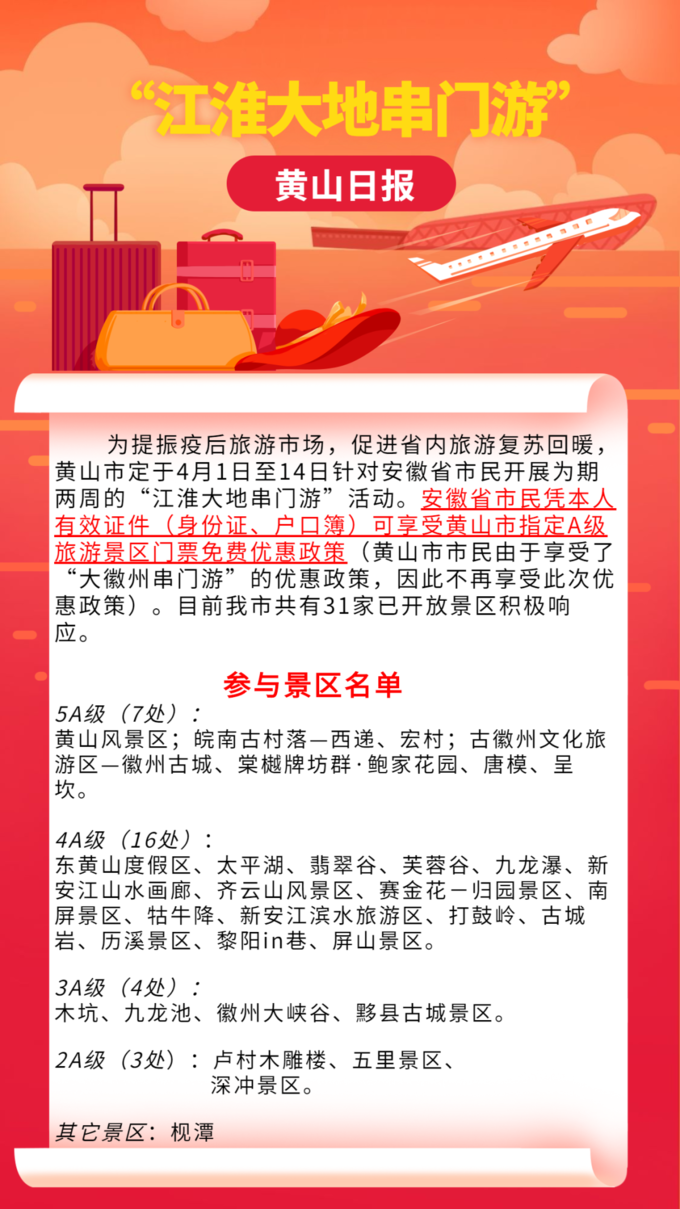 “江淮大地串门游”
黄山日报
为提振疫后旅游市场，促进省内旅游复苏回暖，
黄山市定于4月1日至14日针对安徽省市民开展为期
两周的“江淮大地串门游”活动。安徽省市民凭本人
有效证件（身份证、户口簿）可享受黄山市指定A级
旅游景区门票免费优惠政策（黄山市市民由于享受了
“大徽州串门游”的优惠政策，因此不再享受此次优
惠政策）。目前我市共有31家已开放景区积极响
应。
参与景区名单
5A级（7处）：
黄山风景区；皖南古村落—西递、宏村；古徽州文化旅
游区—徽州古城、棠樾牌坊群·鲍家花园、唐模、呈
坎。
4A级（16处）：
东黄山度假区、太平湖、翡翠谷、芙蓉谷、九龙瀑、新
安江山水画廊、齐云山风景区、赛金花－归园景区、南
屏景区、牯牛降、新安江滨水旅游区、打鼓岭、古城
岩、历溪景区、黎阳in巷、屏山景区。
3A级（4处）：
木坑、九龙池、徽州大峡谷、黟县古城景区。
2A级（3处）：卢村木雕楼、五里景区、
深冲景区。
其它景区：枧潭